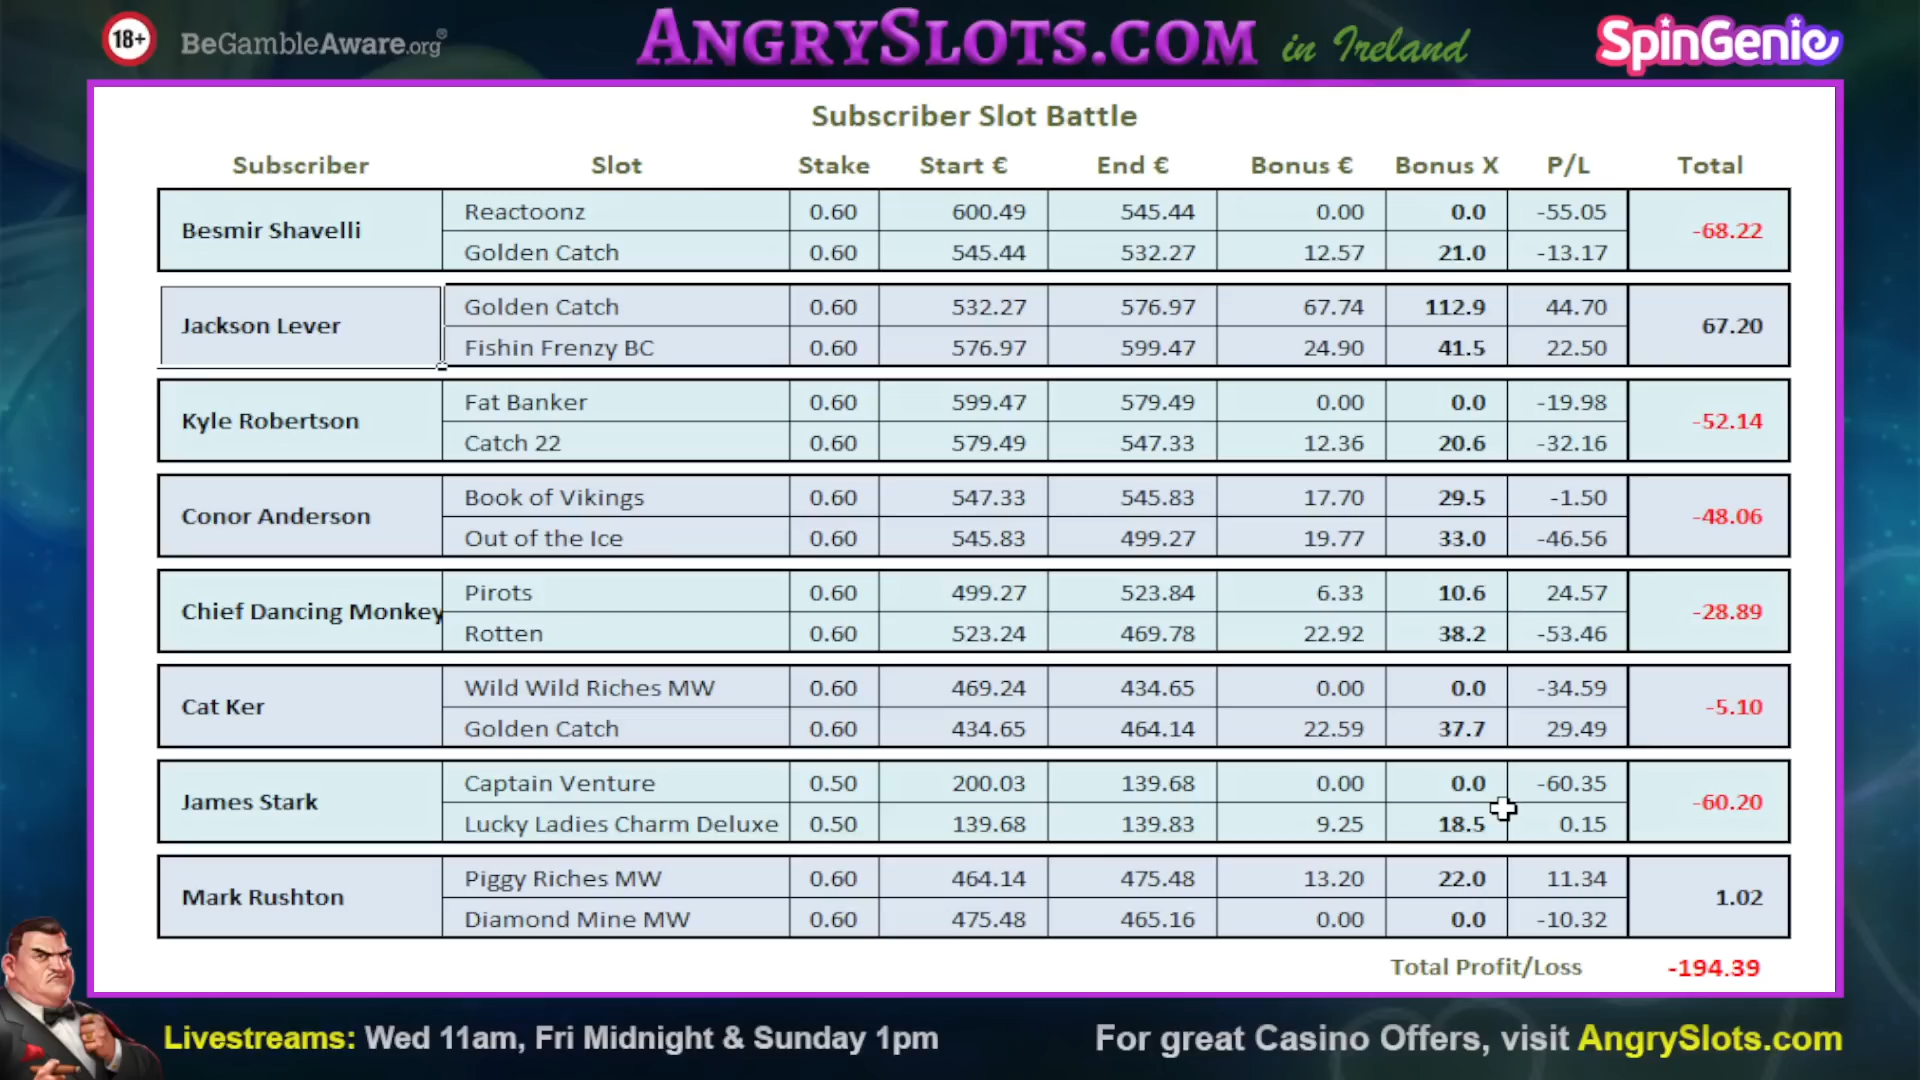 18+ BeGambleAware.org® AngrySlots.com in Ireland SpinGenie
Subscriber Slot Battle
Subscriber Slot Stake Start € End € Bonus € Bonus X P/L Total
Besmir Shavelli Reactoonz 0.60 600.49 545.44 0.00 0.0 -55.05 -68.22
Golden Catch 0.60 545.44 532.27 12.57 21.0 -13.17
Jackson Lever Golden Catch 0.60 532.27 576.97 67.74 112.9 44.70 67.20
Fishin Frenzy BC 0.60 576.97 599.47 24.90 41.5 22.50
Kyle Robertson Fat Banker 0.60 599.47 579.49 0.00 0.0 -19.98 -52.14
Catch 22 0.60 579.49 547.33 12.36 20.6 -32.16
Conor Anderson Book of Vikings 0.60 547.33 545.83 17.70 29.5 -1.50 -48.06
Out of the Ice 0.60 545.83 499.27 19.77 33.0 -46.56
Chief Dancing Monkey Pirots 0.60 499.27 523.84 6.33 10.6 24.57 -28.89
Rotten 0.60 523.24 469.78 22.92 38.2 -53.46
Cat Ker Wild Wild Riches MW 0.60 469.24 434.65 0.00 0.0 -34.59 -5.10
Golden Catch 0.60 434.65 464.14 22.59 37.7 29.49
James Stark Captain Venture 0.50 200.03 139.68 0.00 0.0 -60.35 -60.20
Lucky Ladies Charm Deluxe 0.50 139.68 139.83 9.25 18.5 0.15
Mark Rushton Piggy Riches MW 0.60 464.14 475.48 13.20 22.0 11.34 1.02
Diamond Mine MW 0.60 475.48 465.16 0.00 0.0 -10.32
Total Profit/Loss -194.39
Livestreams: Wed 11am, Fri Midnight & Sunday 1pm For great Casino Offers, visit AngrySlots.com